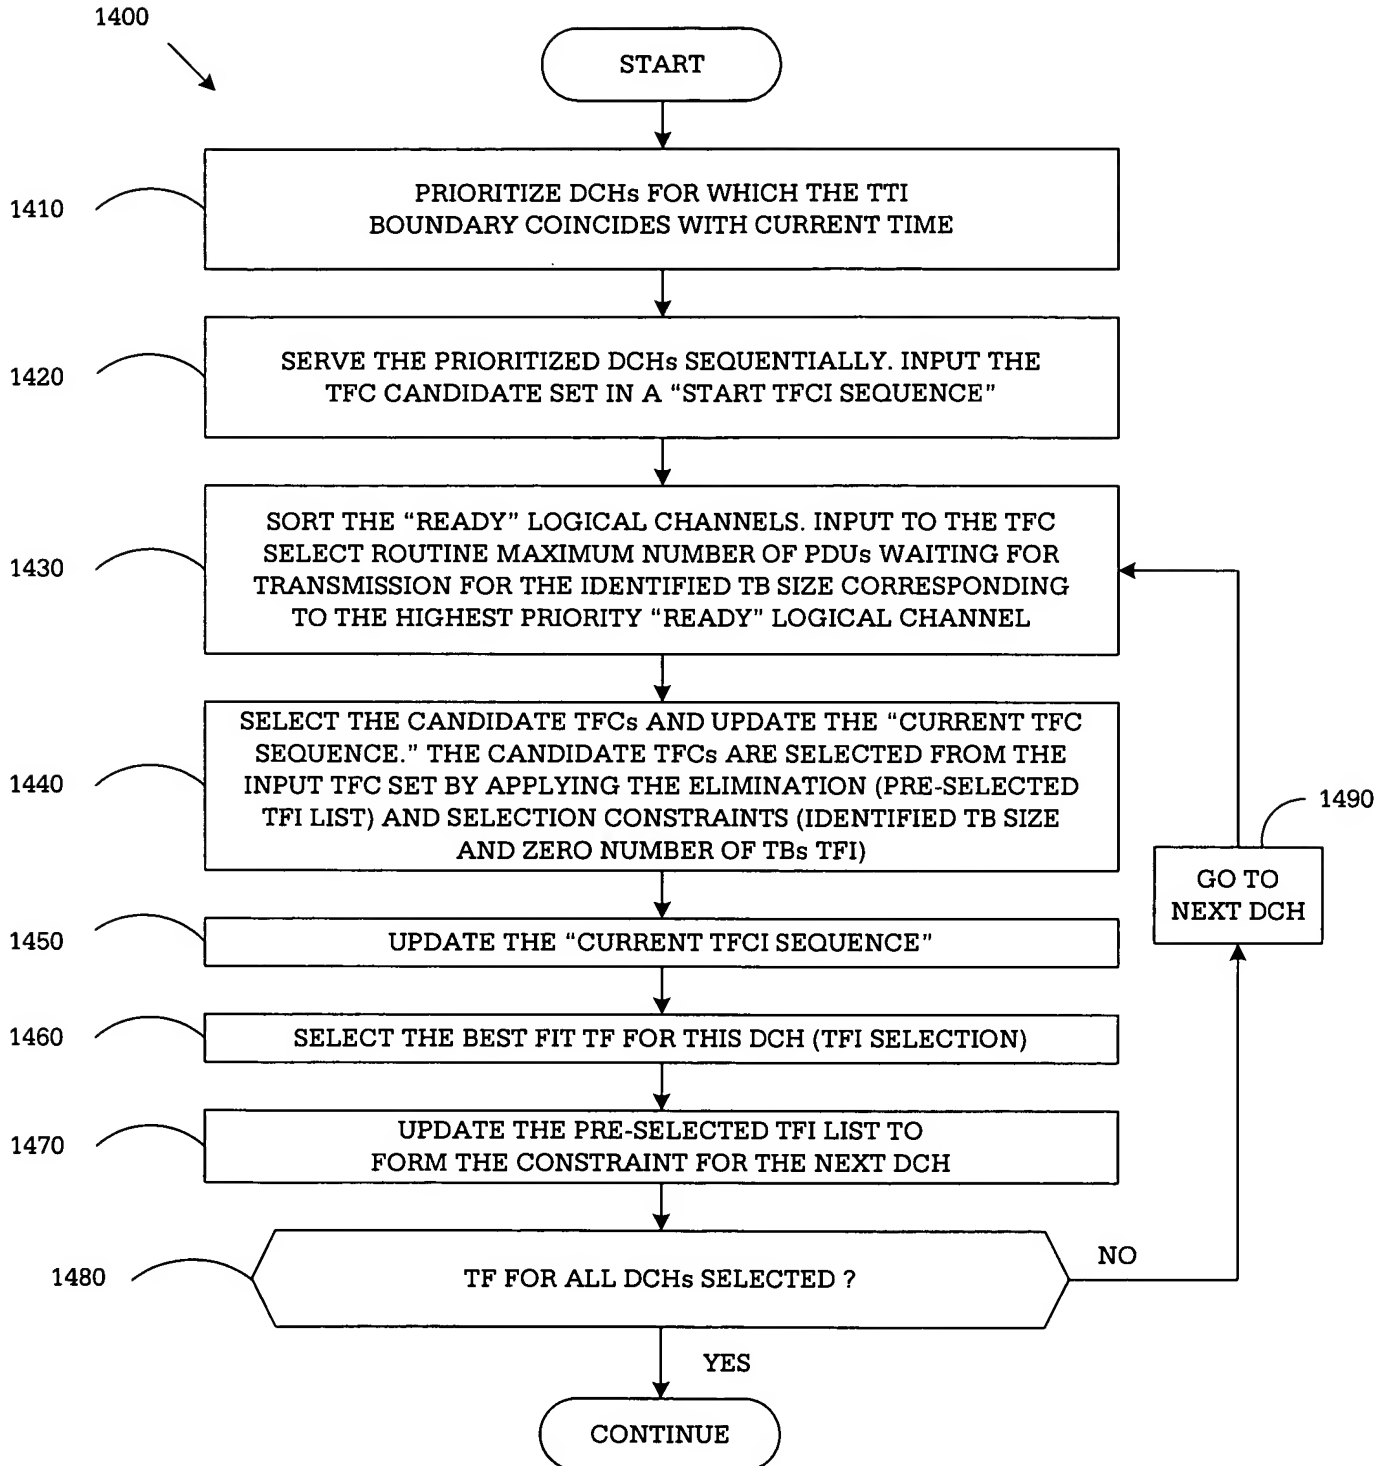 1400
START
1410
PRIORITIZE DCHs FOR WHICH THE TTI
BOUNDARY COINCIDES WITH CURRENT TIME
1420
SERVE THE PRIORITIZED DCHs SEQUENTIALLY. INPUT THE
TFC CANDIDATE SET IN A “START TFCI SEQUENCE”
1430
SORT THE “READY” LOGICAL CHANNELS. INPUT TO THE TFC
SELECT ROUTINE MAXIMUM NUMBER OF PDUs WAITING FOR
TRANSMISSION FOR THE IDENTIFIED TB SIZE CORRESPONDING
TO THE HIGHEST PRIORITY “READY” LOGICAL CHANNEL
1440
SELECT THE CANDIDATE TFCs AND UPDATE THE “CURRENT TFC
SEQUENCE.” THE CANDIDATE TFCs ARE SELECTED FROM THE
INPUT TFC SET BY APPLYING THE ELIMINATION (PRE-SELECTED
TFI LIST) AND SELECTION CONSTRAINTS (IDENTIFIED TB SIZE
AND ZERO NUMBER OF TBs TFI)
1490
GO TO
NEXT DCH
1450
UPDATE THE “CURRENT TFCI SEQUENCE”
1460
SELECT THE BEST FIT TF FOR THIS DCH (TFI SELECTION)
1470
UPDATE THE PRE-SELECTED TFI LIST TO
FORM THE CONSTRAINT FOR THE NEXT DCH
1480
TF FOR ALL DCHs SELECTED ?
NO
YES
CONTINUE